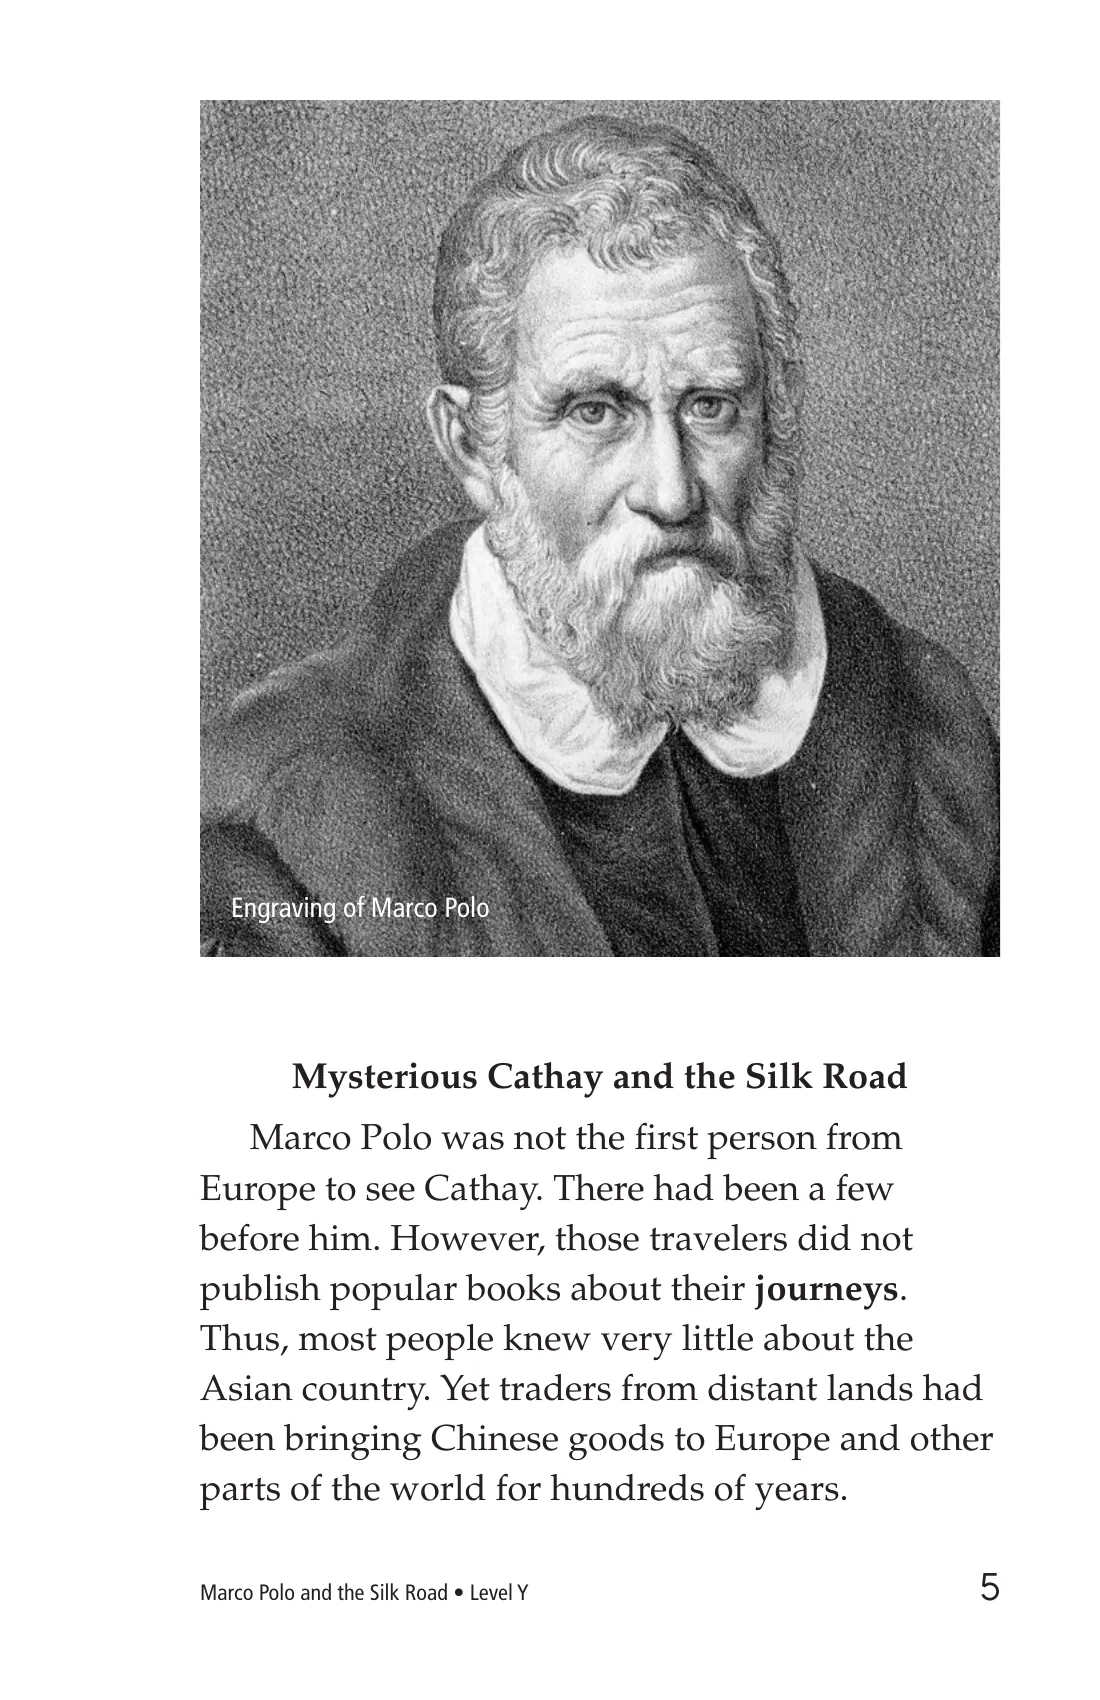 Engraving of Marco Polo
Mysterious Cathay and the Silk Road
Marco Polo was not the first person from
Europe to see Cathay. There had been a few
before him. However, those travelers did not
publish popular books about their journeys.
Thus, most people knew very little about the
Asian country. Yet traders from distant lands had
been bringing Chinese goods to Europe and other
parts of the world for hundreds of years.
Marco Polo and the Silk Road • Level Y
5